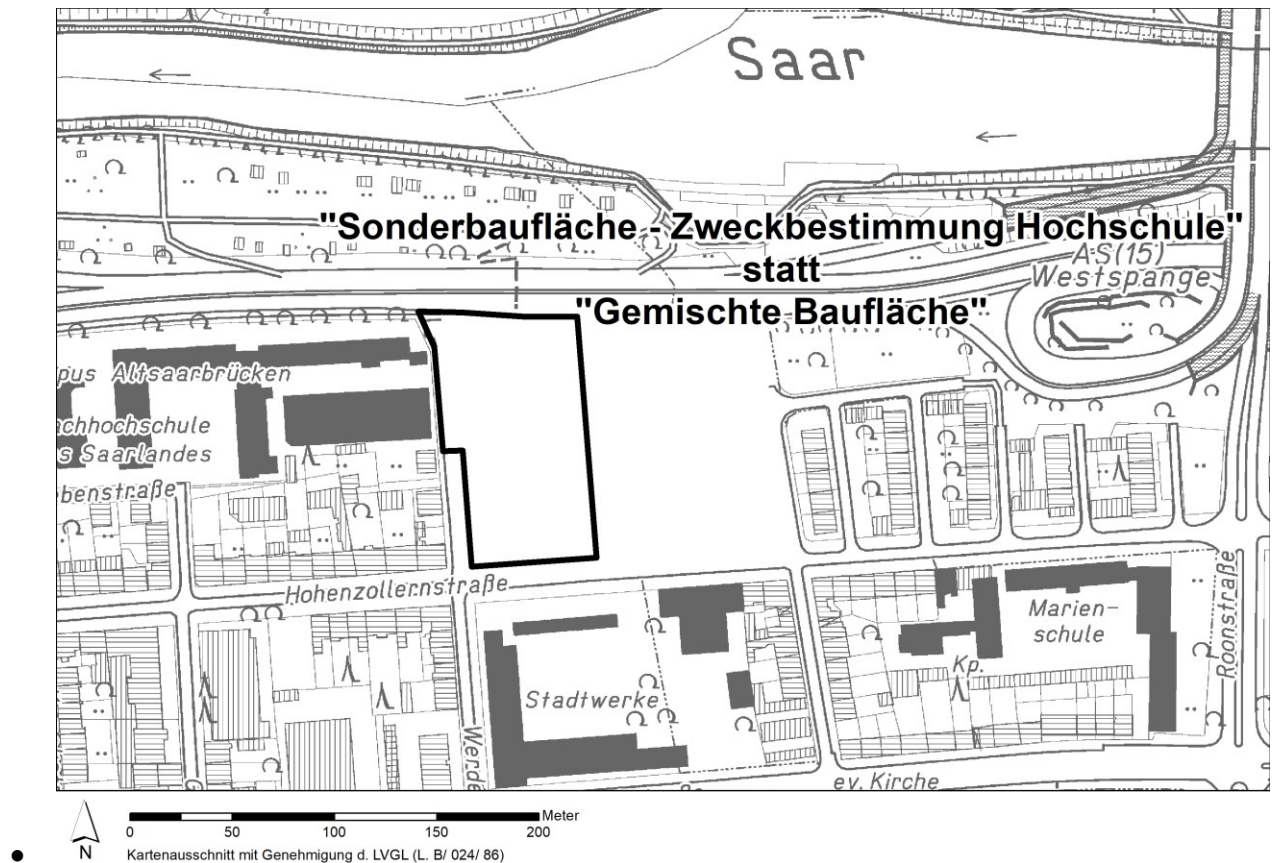 Saar
"Sonderbaufläche - Zweckbestimmung Hochschule"
statt
"Gemischte Baufläche"
AS(15)
Westspange
pus Altsaarbrücken
achhochschule
s Saarlandes
benstraße
Hohenzollernstraße
Marien-
schule
Roonstraße
Kp.
Stadtwerke
Werde
G
ev. Kirche
N
0 50 100 150 200 Meter
Kartenausschnitt mit Genehmigung d. LVGL (L. B/ 024/ 86)